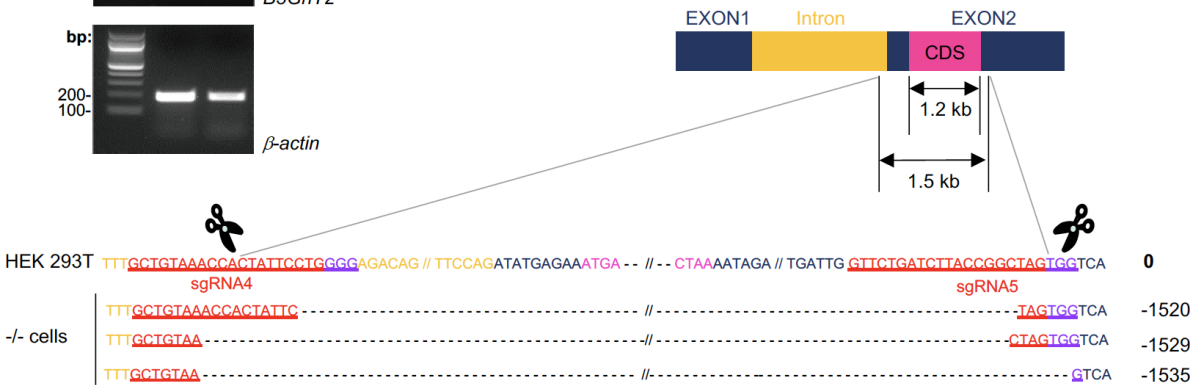 B3GnT2
bp:
200-
100-
β-actin
EXON1 Intron EXON2
CDS
1.2 kb
1.5 kb
HEK 293T TTTGCTGTAAACCACTATTCCTGGGGAGACAG // TTCCAGATATGAGAAATGA-- // --CTAAAATAGA // TGATTG GTTCTGATCTTACCGGCTAGTGGTCA 0
sgRNA4 sgRNA5
TTTGCTGTAAACCACTATTC---//---TAGTGGTCA -1520
-/- cells
TTTGCTGTAA---//---CTAGTGGTCA -1529
TTTGCTGTAA---//---GTCA -1535